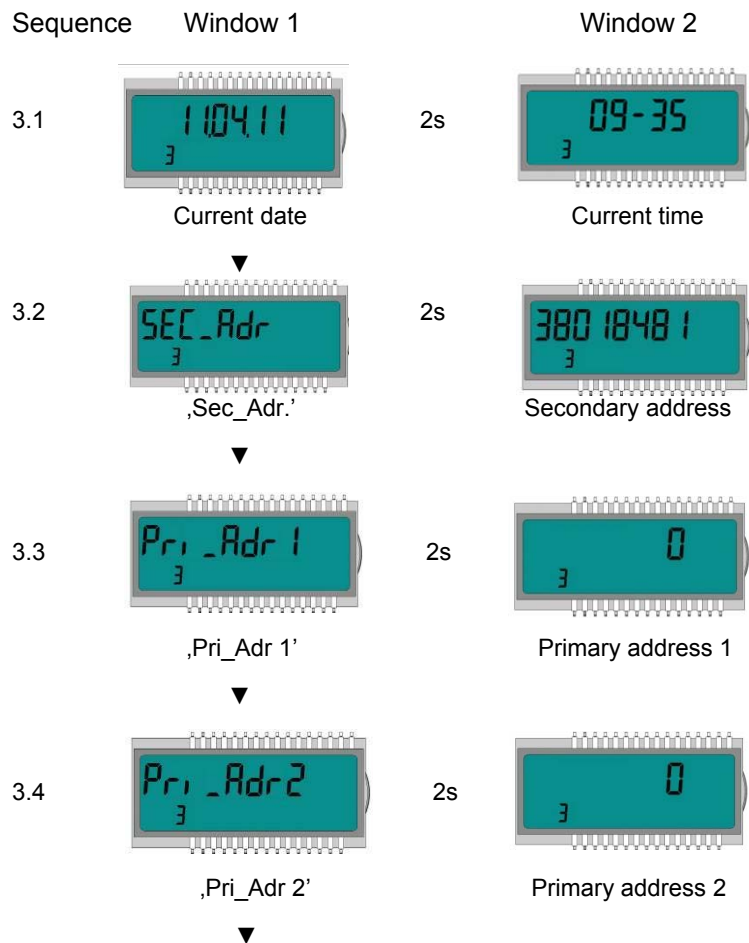 Sequence Window 1 Window 2
3.1 11.04.11 2s 09-35
3 3
Current date Current time
▼
3.2 SEC_Adr 2s 38018481
3 3
‚Sec_Adr.’ Secondary address
▼
3.3 Pri_Adr1 2s 0
3 3
‚Pri_Adr 1’ Primary address 1
▼
3.4 Pri_Adr2 2s 0
3 3
‚Pri_Adr 2’ Primary address 2
▼